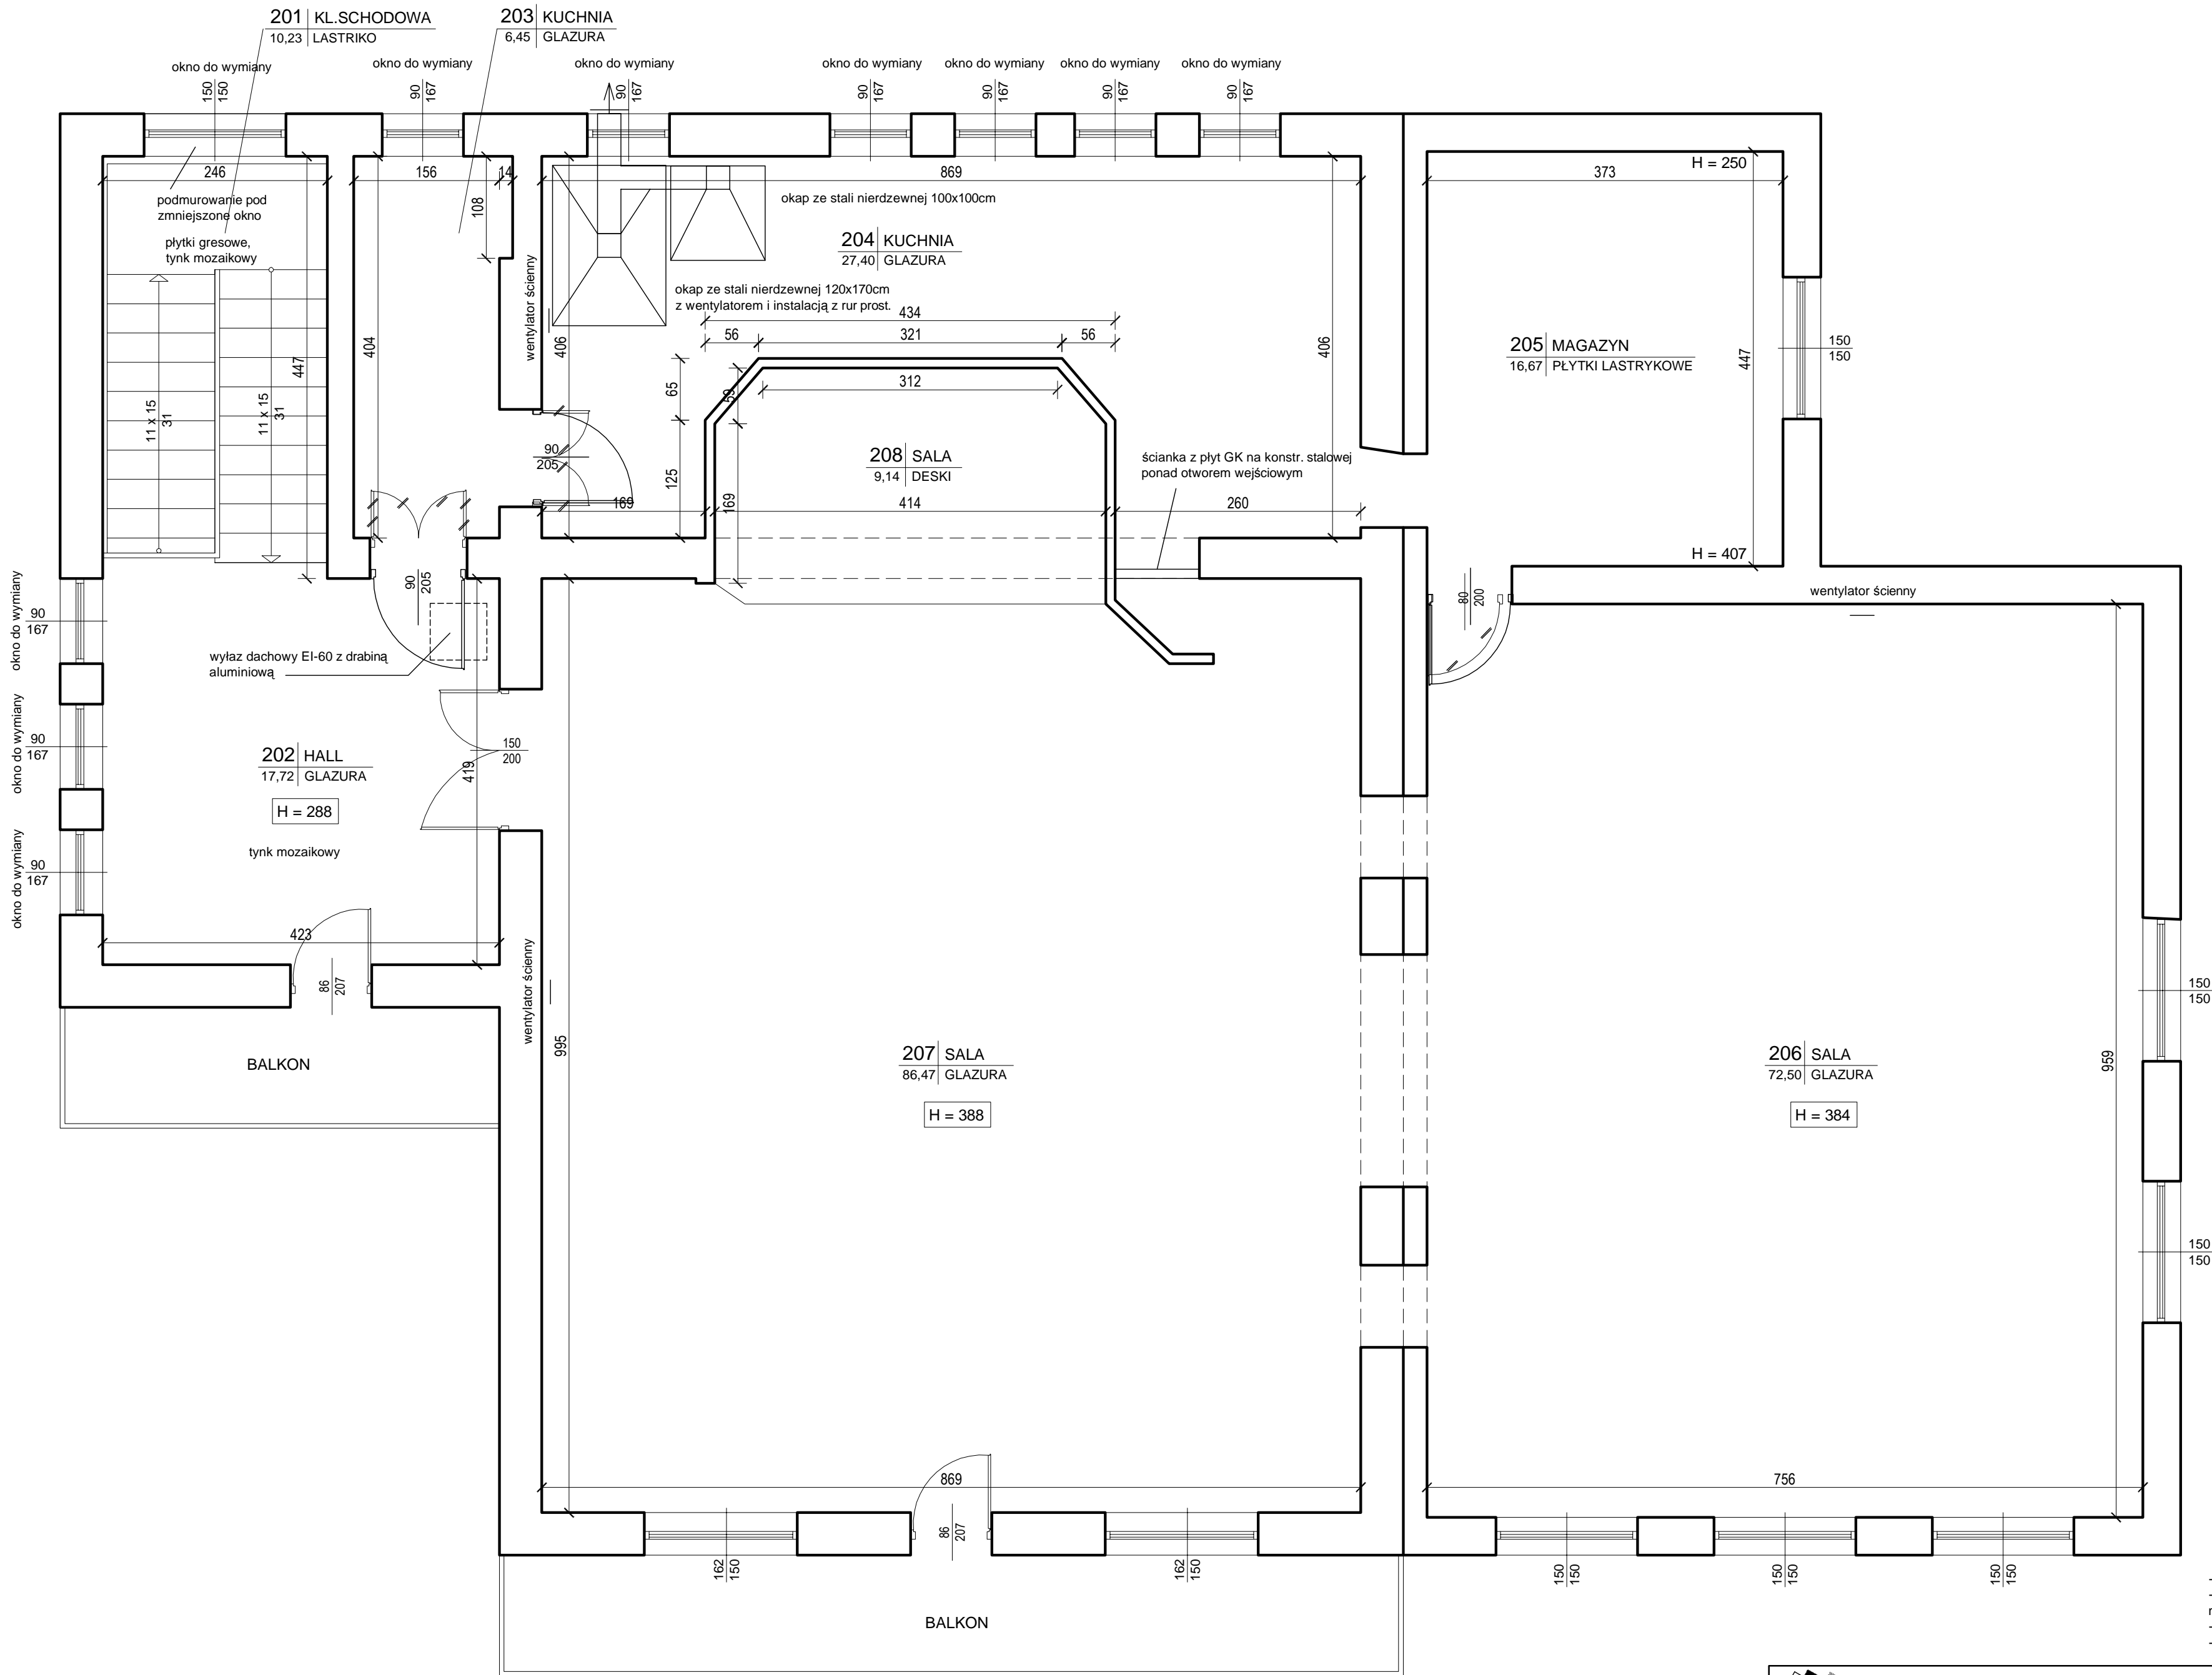 201 KL.SCHODOWA
10,23 LASTRIKO
203 KUCHNIA
6,45 GLAZURA
okno do wymiany
okno do wymiany
okno do wymiany
okno do wymiany
okno do wymiany
okno do wymiany
okno do wymiany
150
150
90
167
90
167
90
167
90
167
90
167
90
167
246
156
14
869
373
H = 250
podmurowanie pod
zmniejszone okno
płytki gresowe,
tynk mozaikowy
108
okap ze stali nierdzewnej 100x100cm
204 KUCHNIA
27,40 GLAZURA
wentylator ścienny
okap ze stali nierdzewnej 120x170cm
z wentylatorem i instalacją z rur prost.
434
56
321
56
312
447
404
406
406
447
65
59
205 MAGAZYN
16,67 PŁYTKI LASTRYKOWE
150
150
11 x 15
31
11 x 15
31
90
205
125
169
208 SALA
9,14 DESKI
ścianka z płyt GK na konstr. stalowej
ponad otworem wejściowym
169
414
260
H = 407
90
205
80
200
wentylator ścienny
okno do wymiany
90
167
wyłaz dachowy EI-60 z drabiną
aluminiową
okno do wymiany
90
167
202 HALL
17,72 GLAZURA
H = 288
tynk mozaikowy
419
150
200
okno do wymiany
90
167
423
86
207
wentylator ścienny
995
BALKON
207 SALA
86,47 GLAZURA
H = 388
206 SALA
72,50 GLAZURA
H = 384
959
150
150
150
150
869
756
86
207
162
150
162
150
150
150
150
150
150
150
BALKON